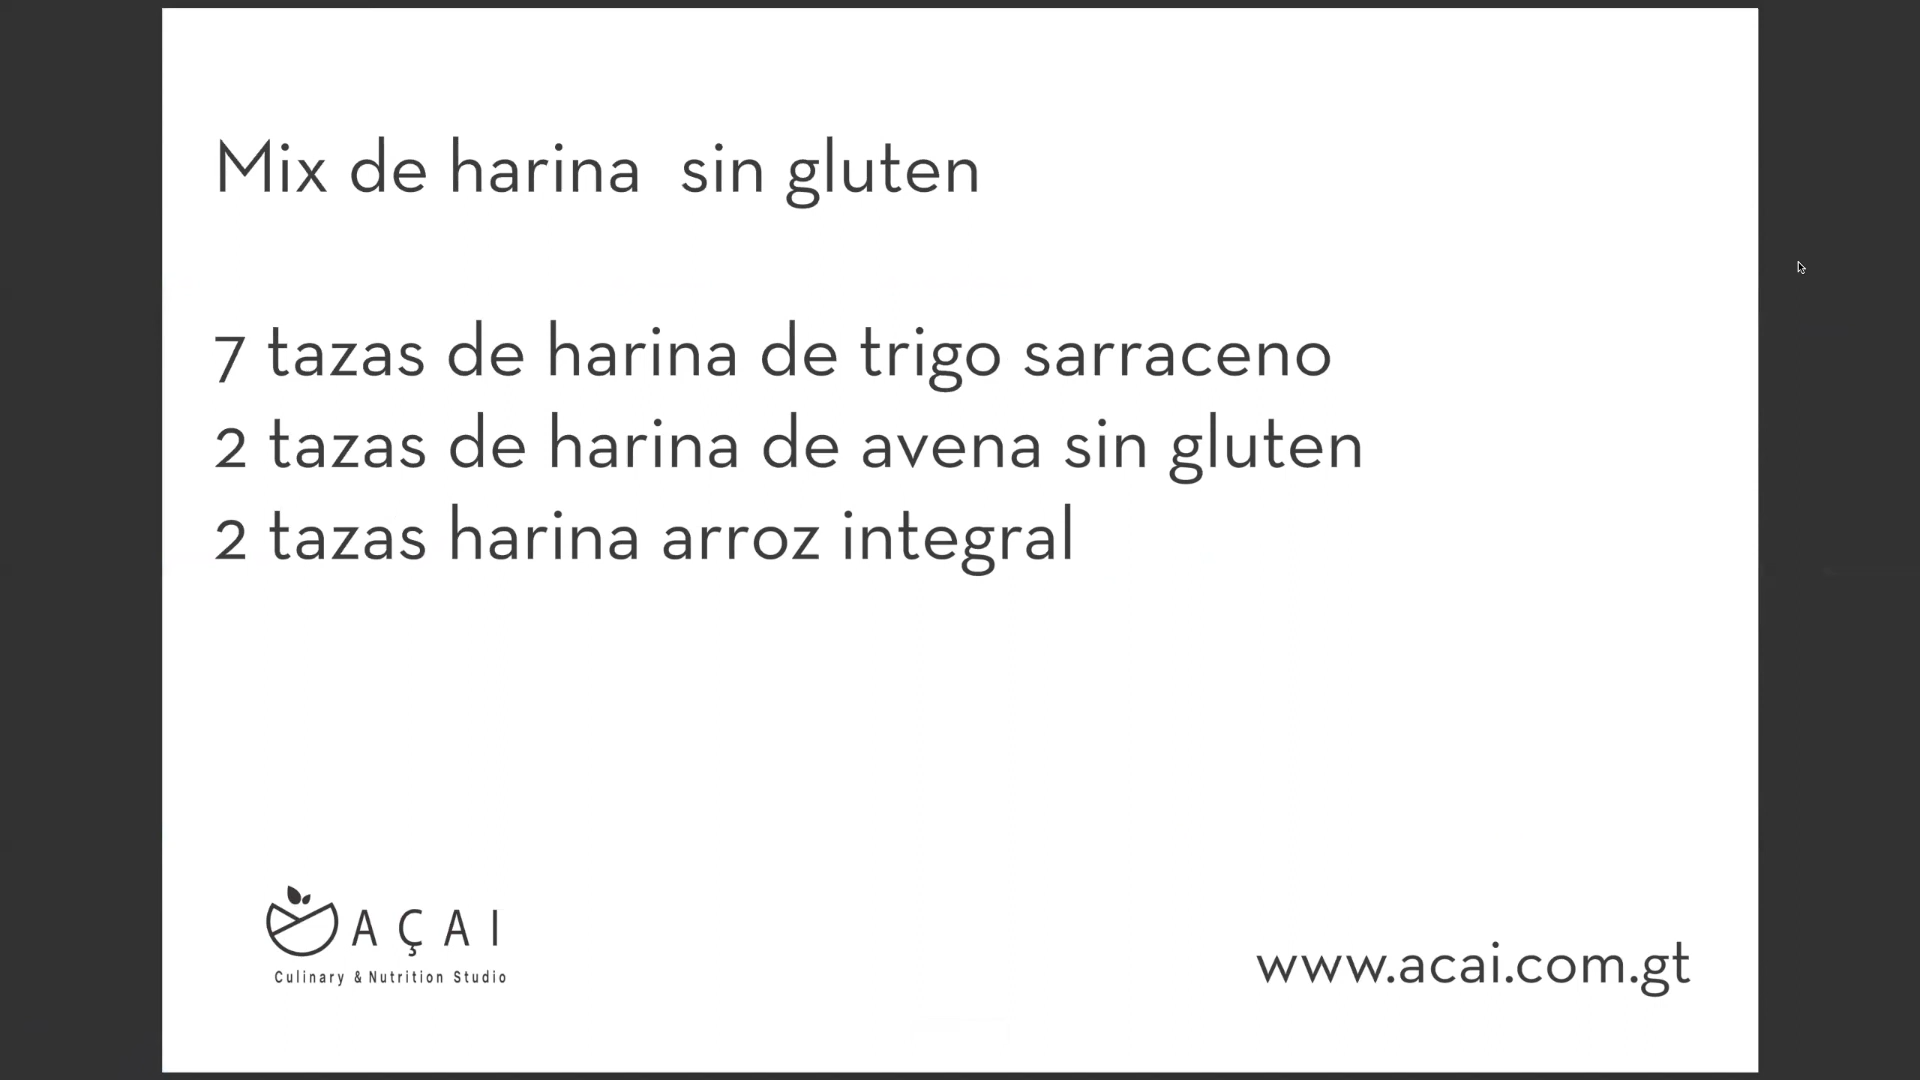 Mix de harina  sin gluten
7 tazas de harina de trigo sarraceno
2 tazas de harina de avena sin gluten
2 tazas harina arroz integral
AÇAI
Culinary & Nutrition Studio
www.acai.com.gt